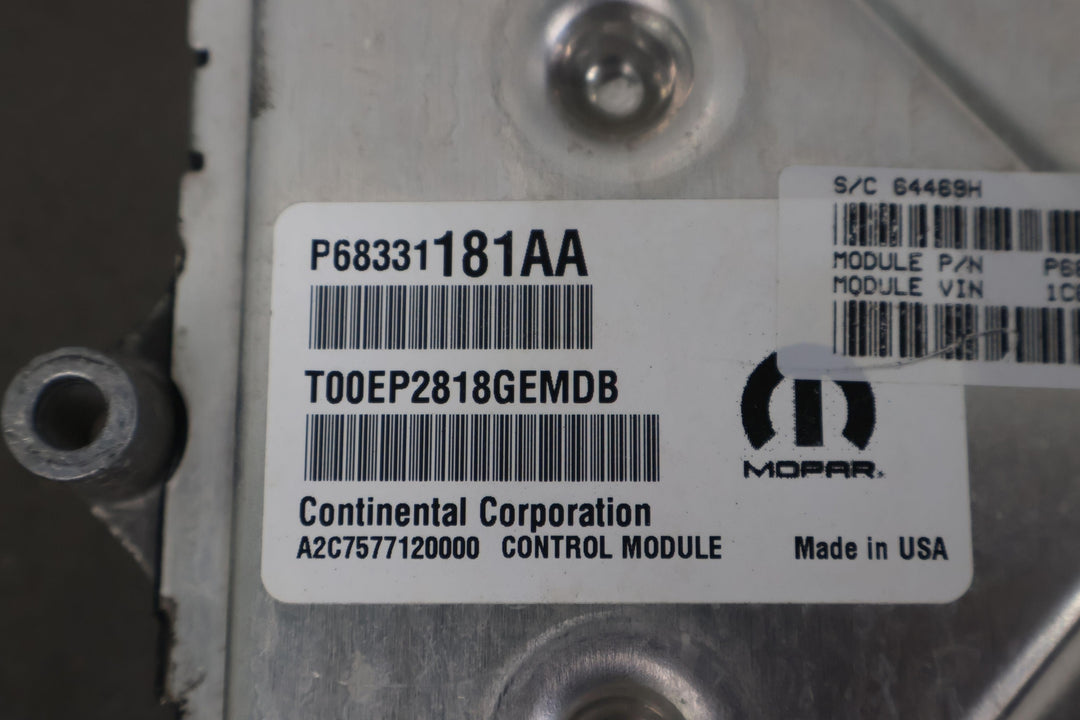 S/C 64469H
MODULE P/N
MODULE VIN
P68331181AA
T00EP2818GEMDB
MOPAR.
Continental Corporation
A2C7577120000 CONTROL MODULE
Made in USA